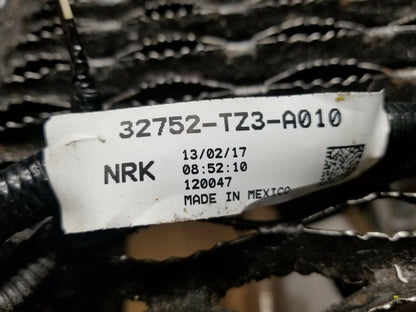 32752-TZ3-A010
13/02/17
NRK 08:52:10
120047
MADE IN MEXICO